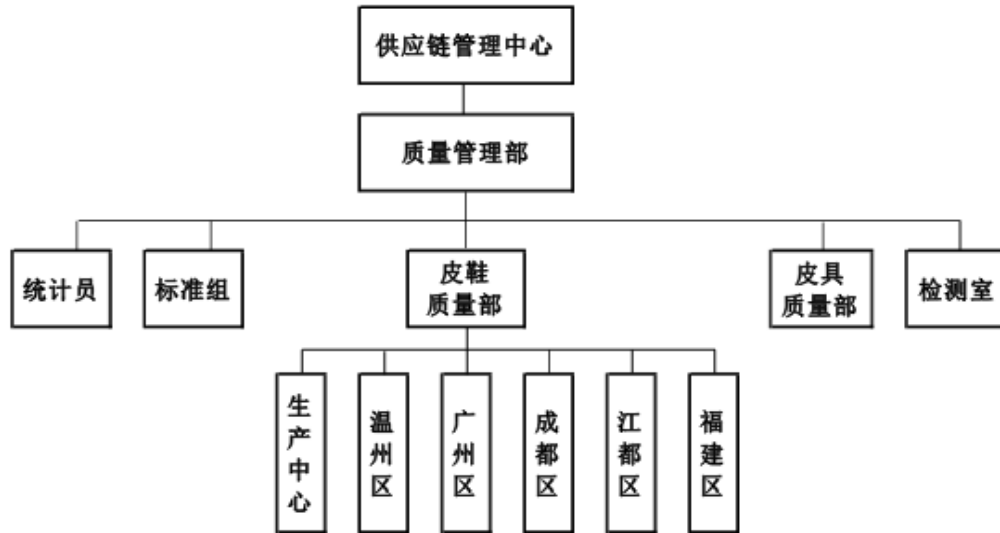 供应链管理中心
质量管理部
统计员
标准组
皮鞋
质量部
皮具
质量部
检测室
生产中心
温州区
广州区
成都区
江都区
福建区